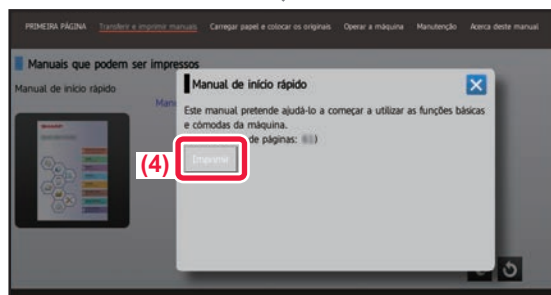 PRIMEIRA PÁGINA Transferir e imprimir manuais Carregar papel e colocar os originais Operar a máquina Manutenção Acerca deste manual
Manuais que podem ser impressos
Manual de início rápido
Manual de início rápido
Este manual pretende ajudá-lo a começar a utilizar as funções básicas
e cómodas da máquina.
de páginas:
(4)
Imprimir